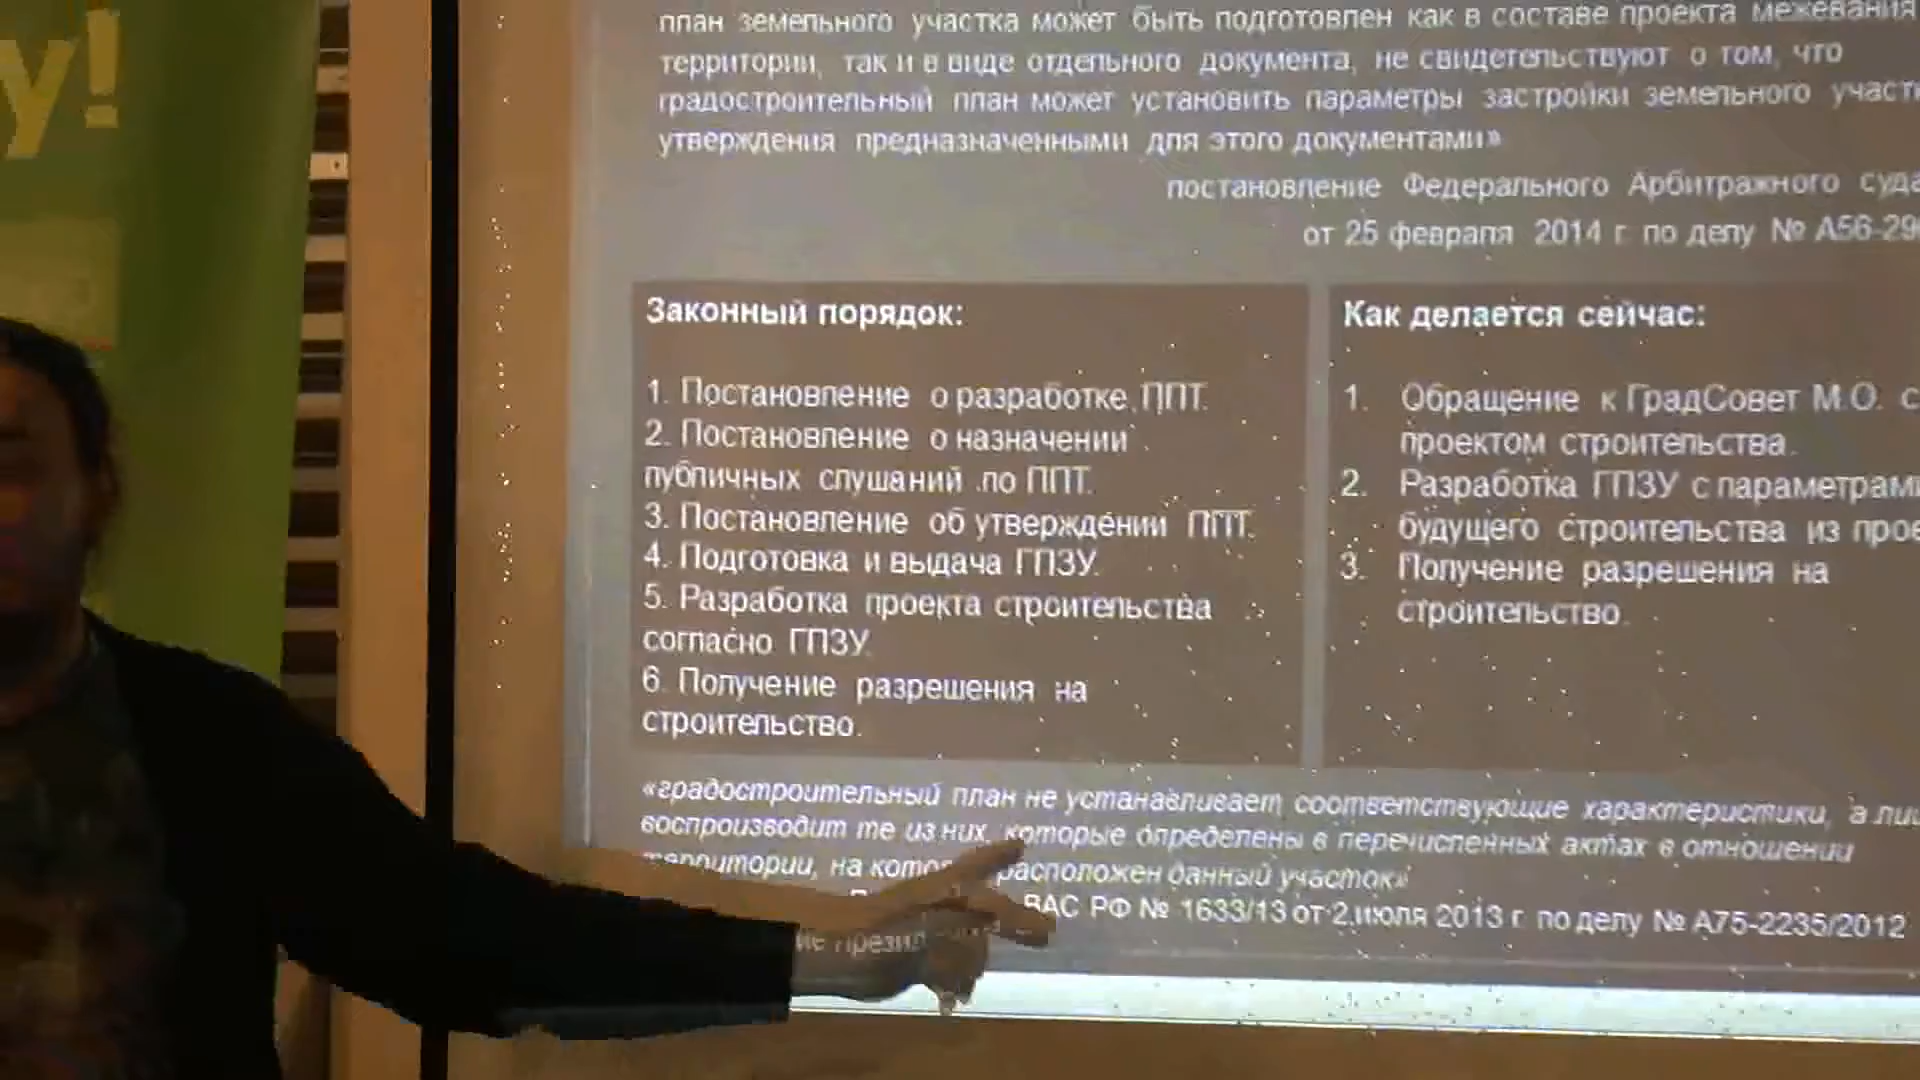 у!
план земельного участка может быть подготовлен как в составе проекта межевания
территории, так и в виде отдельного документа, не свидетельствуют о том, что
градостроительный план может установить параметры застройки земельного
утверждения предназначенными для этого документами»
постановление Федерального Арбитражного суда
от 25 февраля 2014 г. по делу № А56-
Законный порядок:
1. Постановление о разработке ППТ.
2. Постановление о назначении
публичных слушаний по ППТ.
3. Постановление об утверждении ППТ.
4. Подготовка и выдача ГПЗУ.
5. Разработка проекта строительства
согласно ГПЗУ.
6. Получение разрешения на
строительство.
Как делается сейчас:
1. Обращение к ГрадСовет М.О. с
проектом строительства.
2. Разработка ГПЗУ с параметрами
будущего строительства из
3. Получение разрешения на
строительство.
«градостроительный план не устанавливает соответствующие характеристики, а
воспроизводит те из них, которые определены в перечисленных актах в отношении
территории, на расположен данный участок»
ВАС РФ № 1633/13 от 2 июля 2013 г. по делу № А75-2235/2012